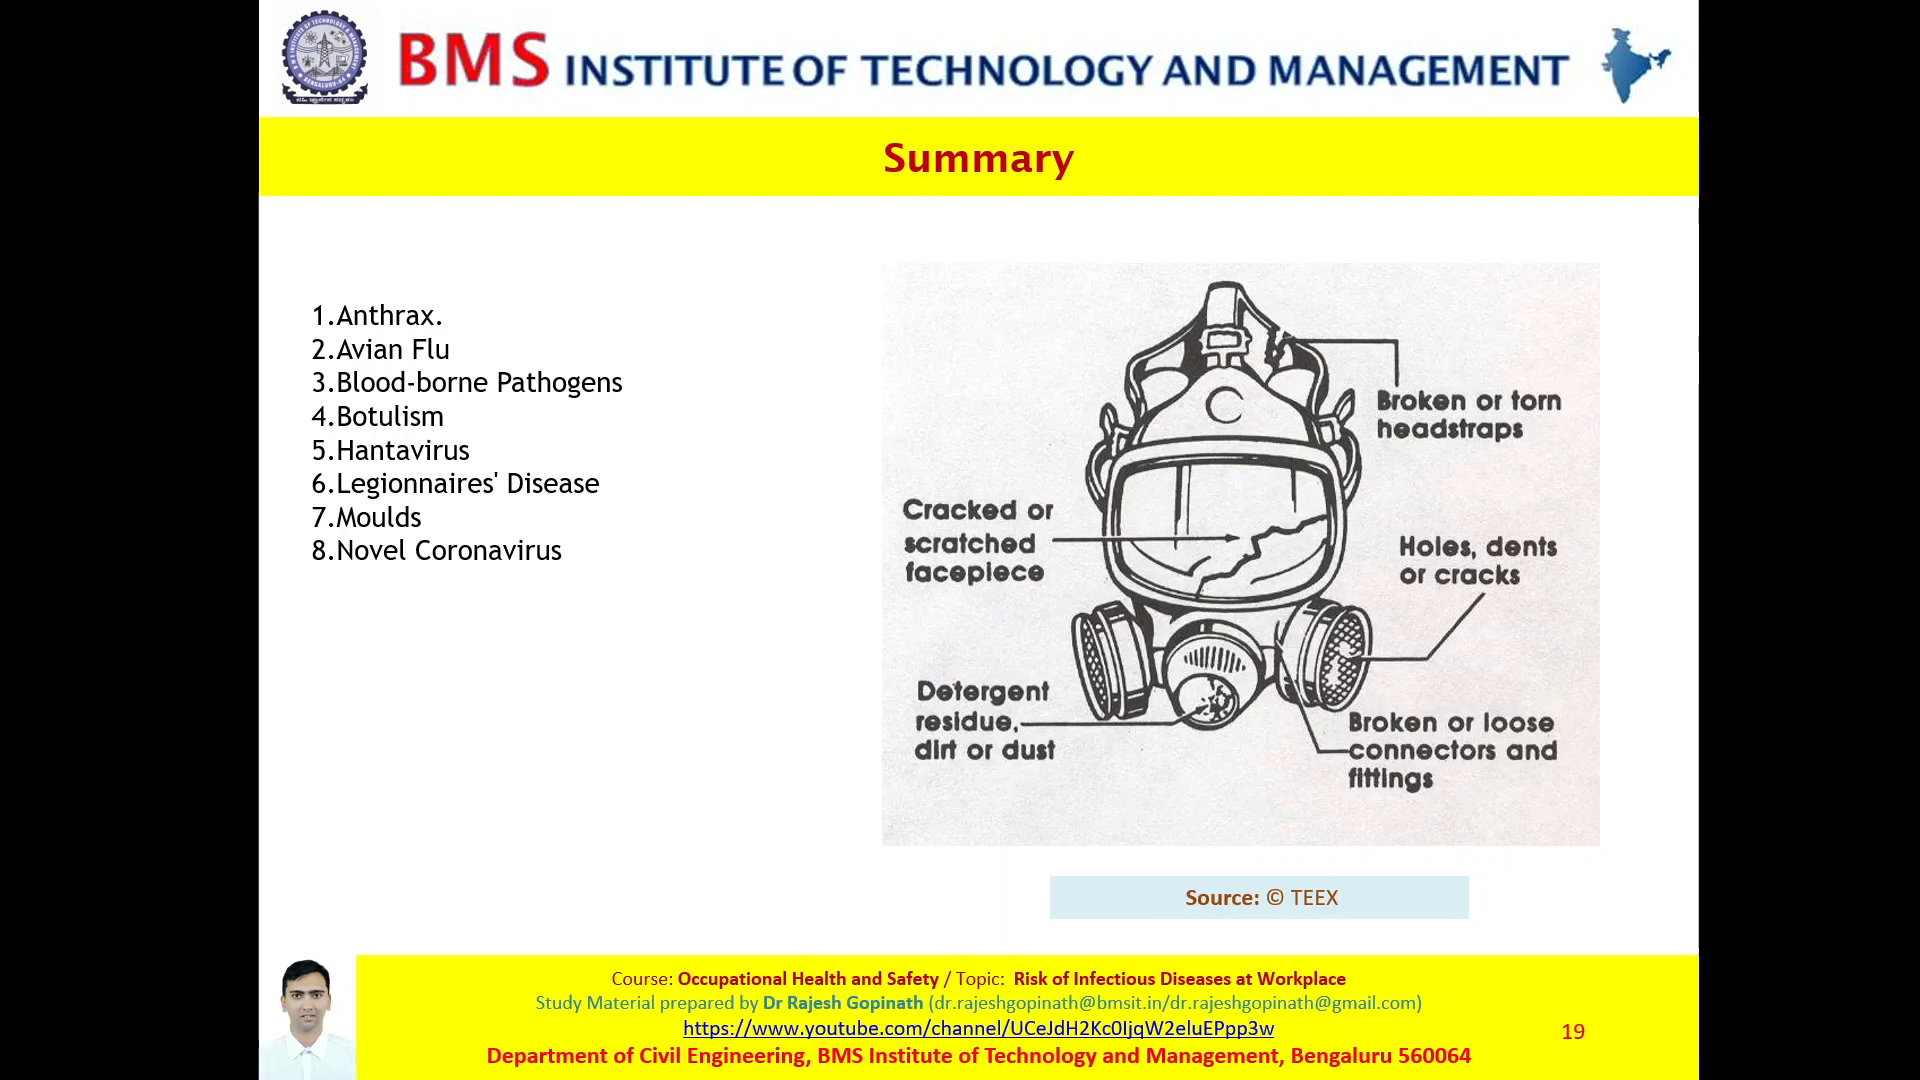 BMS INSTITUTE OF TECHNOLOGY AND MANAGEMENT
Summary
1.Anthrax.
2.Avian Flu
3.Blood-borne Pathogens
4.Botulism
5.Hantavirus
6.Legionnaires' Disease
7.Moulds
8.Novel Coronavirus
Broken or torn
headstraps
Cracked or
scratched
facepiece
Holes, dents
or cracks
Detergent
residue,
dirt or dust
Broken or loose
connectors and
fittings
Source: © TEEX
Course: Occupational Health and Safety / Topic: Risk of Infectious Diseases at Workplace
Study Material prepared by Dr Rajesh Gopinath (dr.rajeshgopinath@bmsit.in/dr.rajeshgopinath@gmail.com)
https://www.youtube.com/channel/UCeJdH2Kc0IjqW2eluEPpp3w
19
Department of Civil Engineering, BMS Institute of Technology and Management, Bengaluru 560064